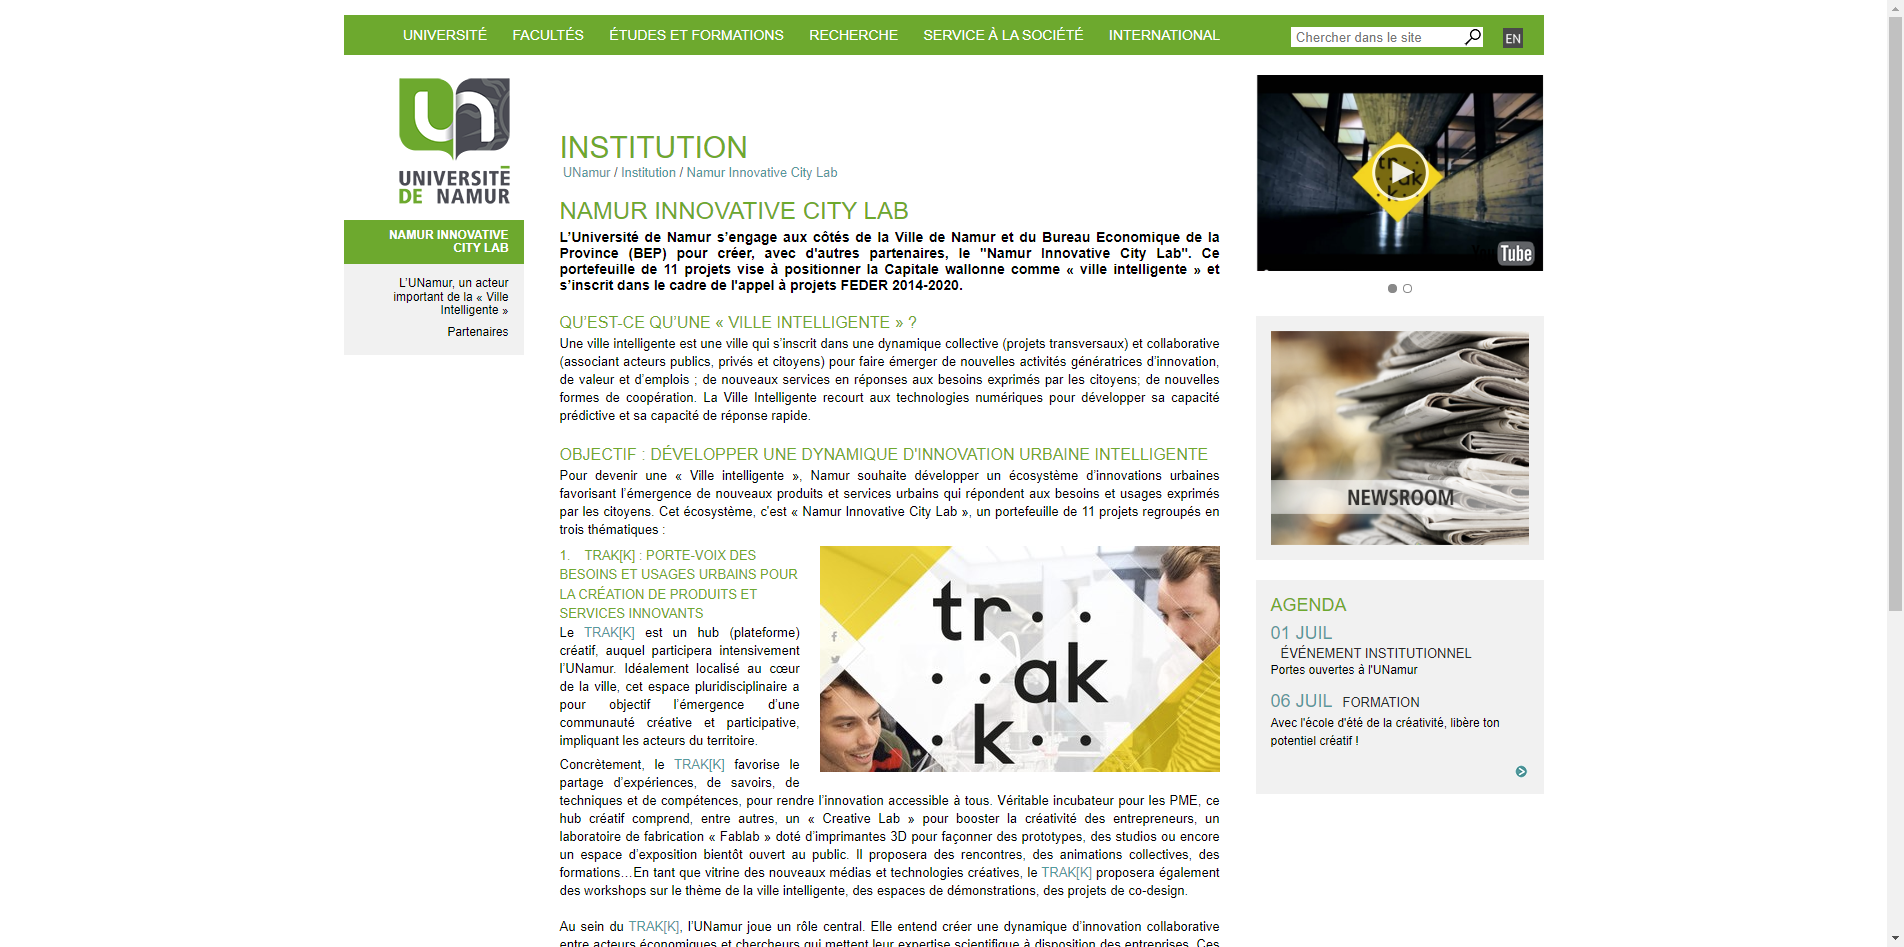 UNIVERSITÉ FACULTÉS ÉTUDES ET FORMATIONS RECHERCHE SERVICE À LA SOCIÉTÉ INTERNATIONAL Chercher dans le site EN
un
UNIVERSITÉ
DE NAMUR
NAMUR INNOVATIVE
CITY LAB
L'UNamur, un acteur
important de la « Ville
Intelligente »
Partenaires
INSTITUTION
UNamur / Institution / Namur Innovative City Lab
NAMUR INNOVATIVE CITY LAB
L’Université de Namur s’engage aux côtés de la Ville de Namur et du Bureau Economique de la
Province (BEP) pour créer, avec d'autres partenaires, le "Namur Innovative City Lab". Ce
portefeuille de 11 projets vise à positionner la Capitale wallonne comme « ville intelligente » et
s’inscrit dans le cadre de l'appel à projets FEDER 2014-2020.
QU’EST-CE QU’UNE « VILLE INTELLIGENTE » ?
Une ville intelligente est une ville qui s’inscrit dans une dynamique collective (projets transversaux) et collaborative
(associant acteurs publics, privés et citoyens) pour faire émerger de nouvelles activités génératrices d’innovation,
de valeur et d’emplois ; de nouveaux services en réponses aux besoins exprimés par les citoyens; de nouvelles
formes de coopération. La Ville Intelligente recourt aux technologies numériques pour développer sa capacité
prédictive et sa capacité de réponse rapide.
OBJECTIF : DÉVELOPPER UNE DYNAMIQUE D'INNOVATION URBAINE INTELLIGENTE
Pour devenir une « Ville intelligente », Namur souhaite développer un écosystème d’innovations urbaines
favorisant l’émergence de nouveaux produits et services urbains qui répondent aux besoins et usages exprimés
par les citoyens. Cet écosystème, c’est « Namur Innovative City Lab », un portefeuille de 11 projets regroupés en
trois thématiques :
1. TRAK[K] : PORTE-VOIX DES
BESOINS ET USAGES URBAINS POUR
LA CRÉATION DE PRODUITS ET
SERVICES INNOVANTS
Le TRAK[K] est un hub (plateforme)
créatif, auquel participera intensivement
l’UNamur. Idéalement localisé au cœur
de la ville, cet espace pluridisciplinaire a
pour objectif l’émergence d’une
communauté créative et participative,
impliquant les acteurs du territoire.
tr
ak
k
Concrètement, le TRAK[K] favorise le
partage d’expériences, de savoirs, de
techniques et de compétences, pour rendre l’innovation accessible à tous. Véritable incubateur pour les PME, ce
hub créatif comprend, entre autres, un « Creative Lab » pour booster la créativité des entrepreneurs, un
laboratoire de fabrication « Fablab » doté d’imprimantes 3D pour façonner des prototypes, des studios ou encore
un espace d’exposition bientôt ouvert au public. Il proposera des rencontres, des animations collectives, des
formations…En tant que vitrine des nouveaux médias et technologies créatives, le TRAK[K] proposera également
des workshops sur le thème de la ville intelligente, des espaces de démonstrations, des projets de co-design.
Au sein du TRAK[K], l’UNamur joue un rôle central. Elle entend créer une dynamique d’innovation collaborative
entre acteurs économiques et chercheurs qui mettent leur expertise scientifique à disposition des entreprises. Ces
tr
ak
k
You Tube
NEWSROOM
AGENDA
01 JUIL
ÉVÉNEMENT INSTITUTIONNEL
Portes ouvertes à l'UNamur
06 JUIL FORMATION
Avec l'école d'été de la créativité, libère ton
potentiel créatif !